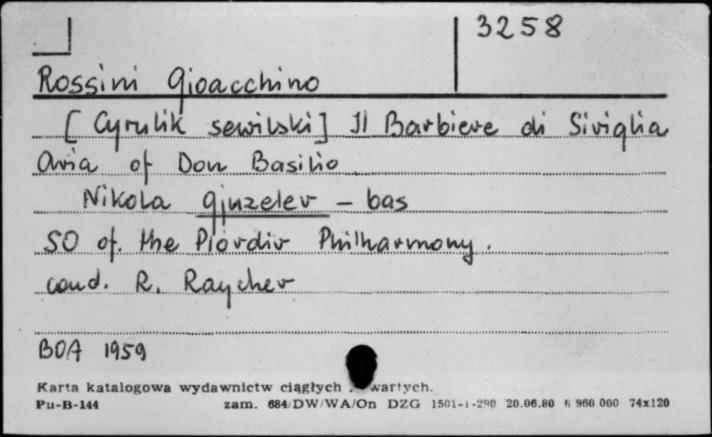 3258
Rossini Gioacchino
[Cyrulik sewilski] Il Barbiere di Siviglia
Aria of Don Basilio
Nikola Gjuzelev - bas
SO of. the Plovdiv Philharmony.
cond. R. Raychev
BOA 1959
Karta katalogowa wydawnictw ciągłych wartych.
Pu-B-144 zam. 684/DW/WA/On DZG 1501-1-290 20.06.80 6 960 000 74x120